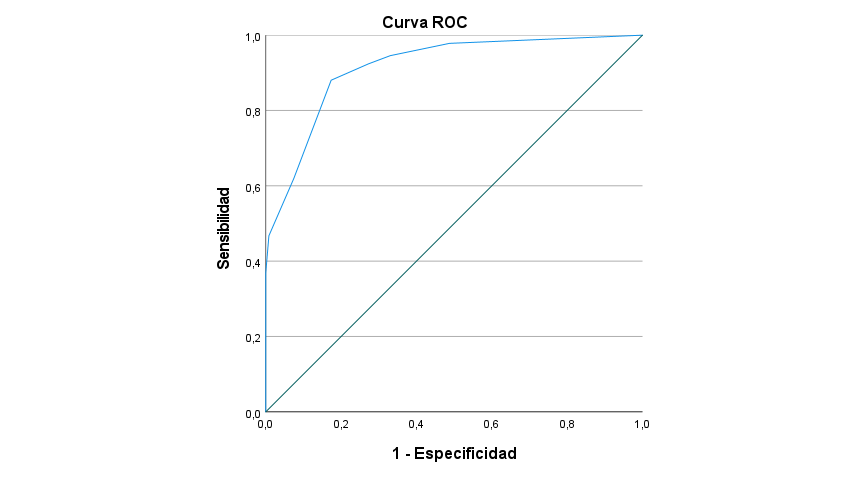 Curva ROC
Sensibilidad
1,0
0,8
0,6
0,4
0,2
0,0
0,0 0,2 0,4 0,6 0,8 1,0
1 - Especificidad